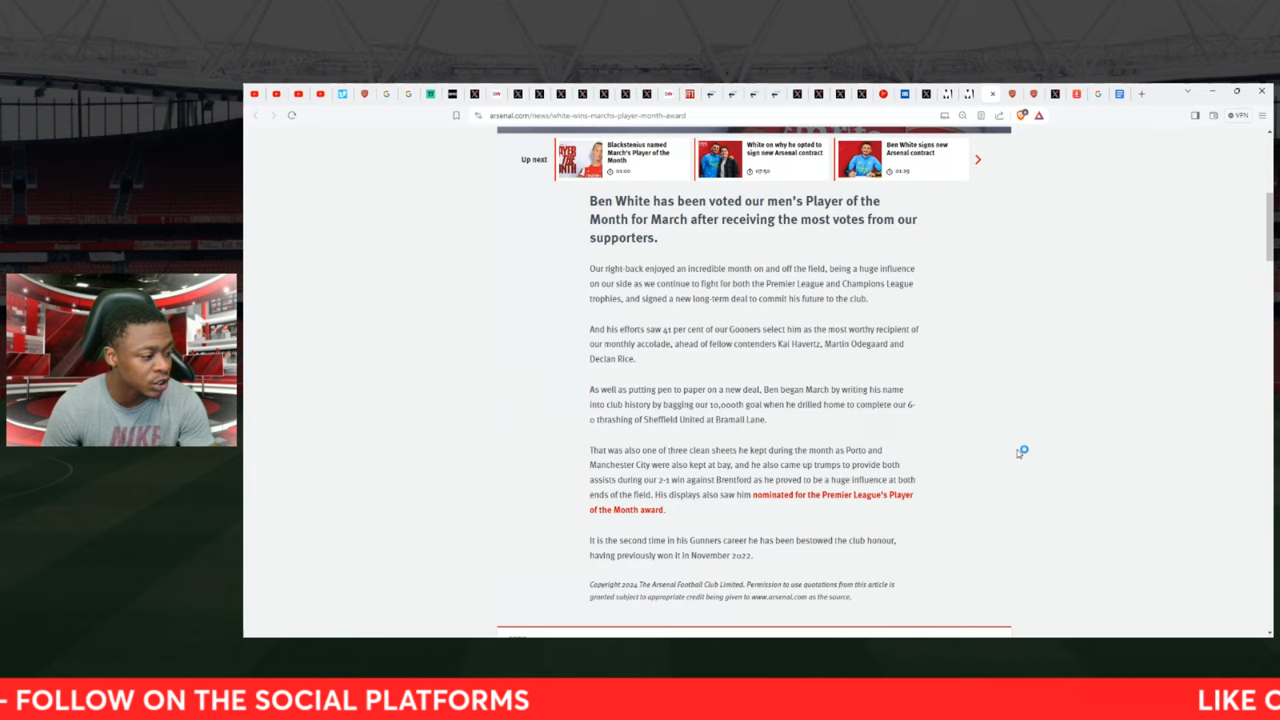 arsenal.com/news/white-wins-marchs-player-month-award
VPN
Up next
Blackstenius named
March's Player of the
Month
02:00
White on why he opted to
sign new Arsenal contract
07:50
Ben White signs new
Arsenal contract
01:29
Ben White has been voted our men's Player of the
Month for March after receiving the most votes from our
supporters.
Our right-back enjoyed an incredible month on and off the field, being a huge influence
on our side as we continue to fight for both the Premier League and Champions League
trophies, and signed a new long-term deal to commit his future to the club.
And his efforts saw 41 per cent of our Gooners select him as the most worthy recipient of
our monthly accolade, ahead of fellow contenders Kai Havertz, Martin Odegaard and
Declan Rice.
As well as putting pen to paper on a new deal, Ben began March by writing his name
into club history by bagging our 10,000th goal when he drilled home to complete our 6-
0 thrashing of Sheffield United at Bramall Lane.
That was also one of three clean sheets he kept during the month as Porto and
Manchester City were also kept at bay, and he also came up trumps to provide both
assists during our 2-1 win against Brentford as he proved to be a huge influence at both
ends of the field. His displays also saw him nominated for the Premier League's Player
of the Month award.
It is the second time in his Gunners career he has been bestowed the club honour,
having previously won it in November 2022.
Copyright 2024 The Arsenal Football Club Limited. Permission to use quotations from this article is
granted subject to appropriate credit being given to www.arsenal.com as the source.
NIKE
- FOLLOW ON THE SOCIAL PLATFORMS
LIKE